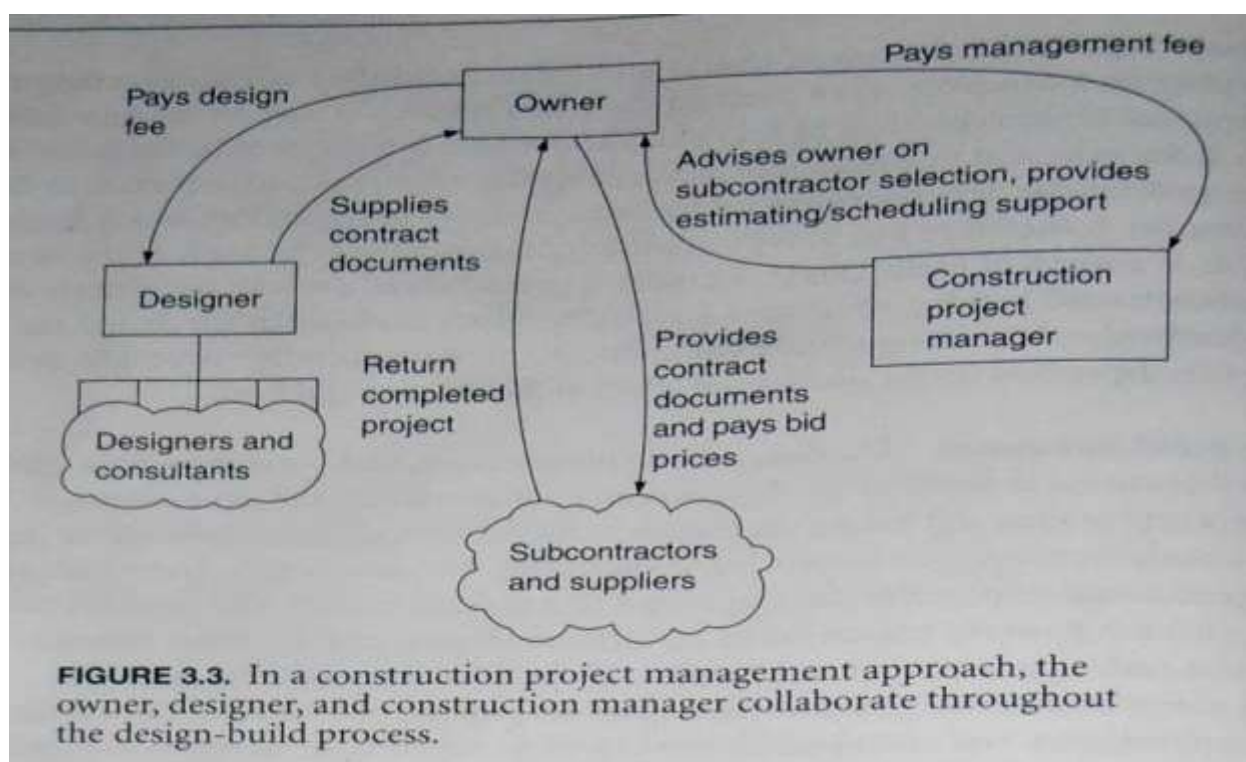 Pays management fee
Pays design
fee
Owner
Advises owner on
subcontractor selection, provides
estimating/scheduling support
Supplies
contract
documents
Designer
Construction
project
manager
Return
completed
project
Provides
contract
documents
and pays bid
prices
Designers and
consultants
Subcontractors
and suppliers
FIGURE 3.3. In a construction project management approach, the
owner, designer, and construction manager collaborate throughout
the design-build process.